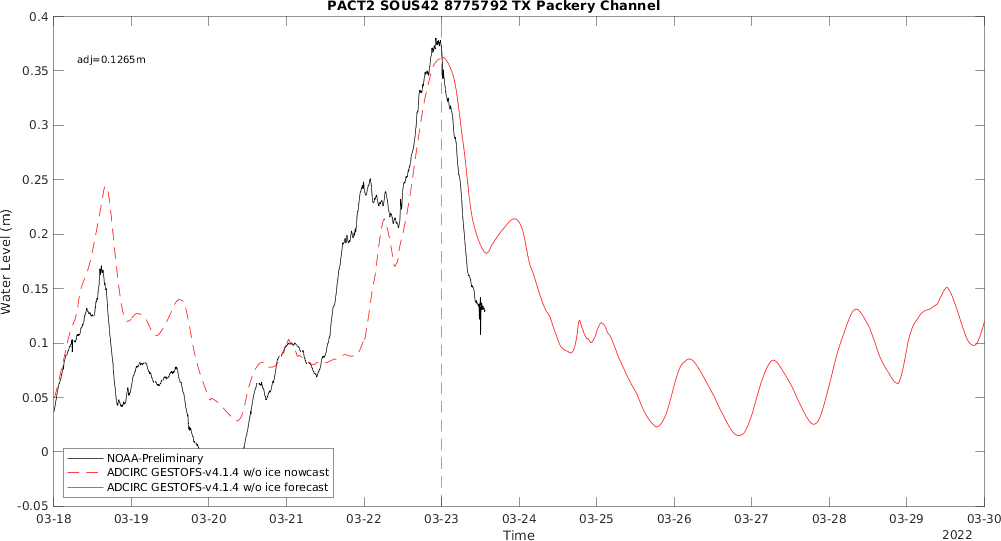 PACT2 SOUS42 8775792 TX Packery Channel
0.4
adj=0.1265m
0.35
0.3
0.25
0.2
Water Level (m)
0.15
0.1
0.05
0
NOAA-Preliminary
ADCIRC GESTOFS-v4.1.4 w/o ice nowcast
ADCIRC GESTOFS-v4.1.4 w/o ice forecast
-0.05
03-18 03-19 03-20 03-21 03-22 03-23 03-24 03-25 03-26 03-27 03-28 03-29 03-30
Time
2022